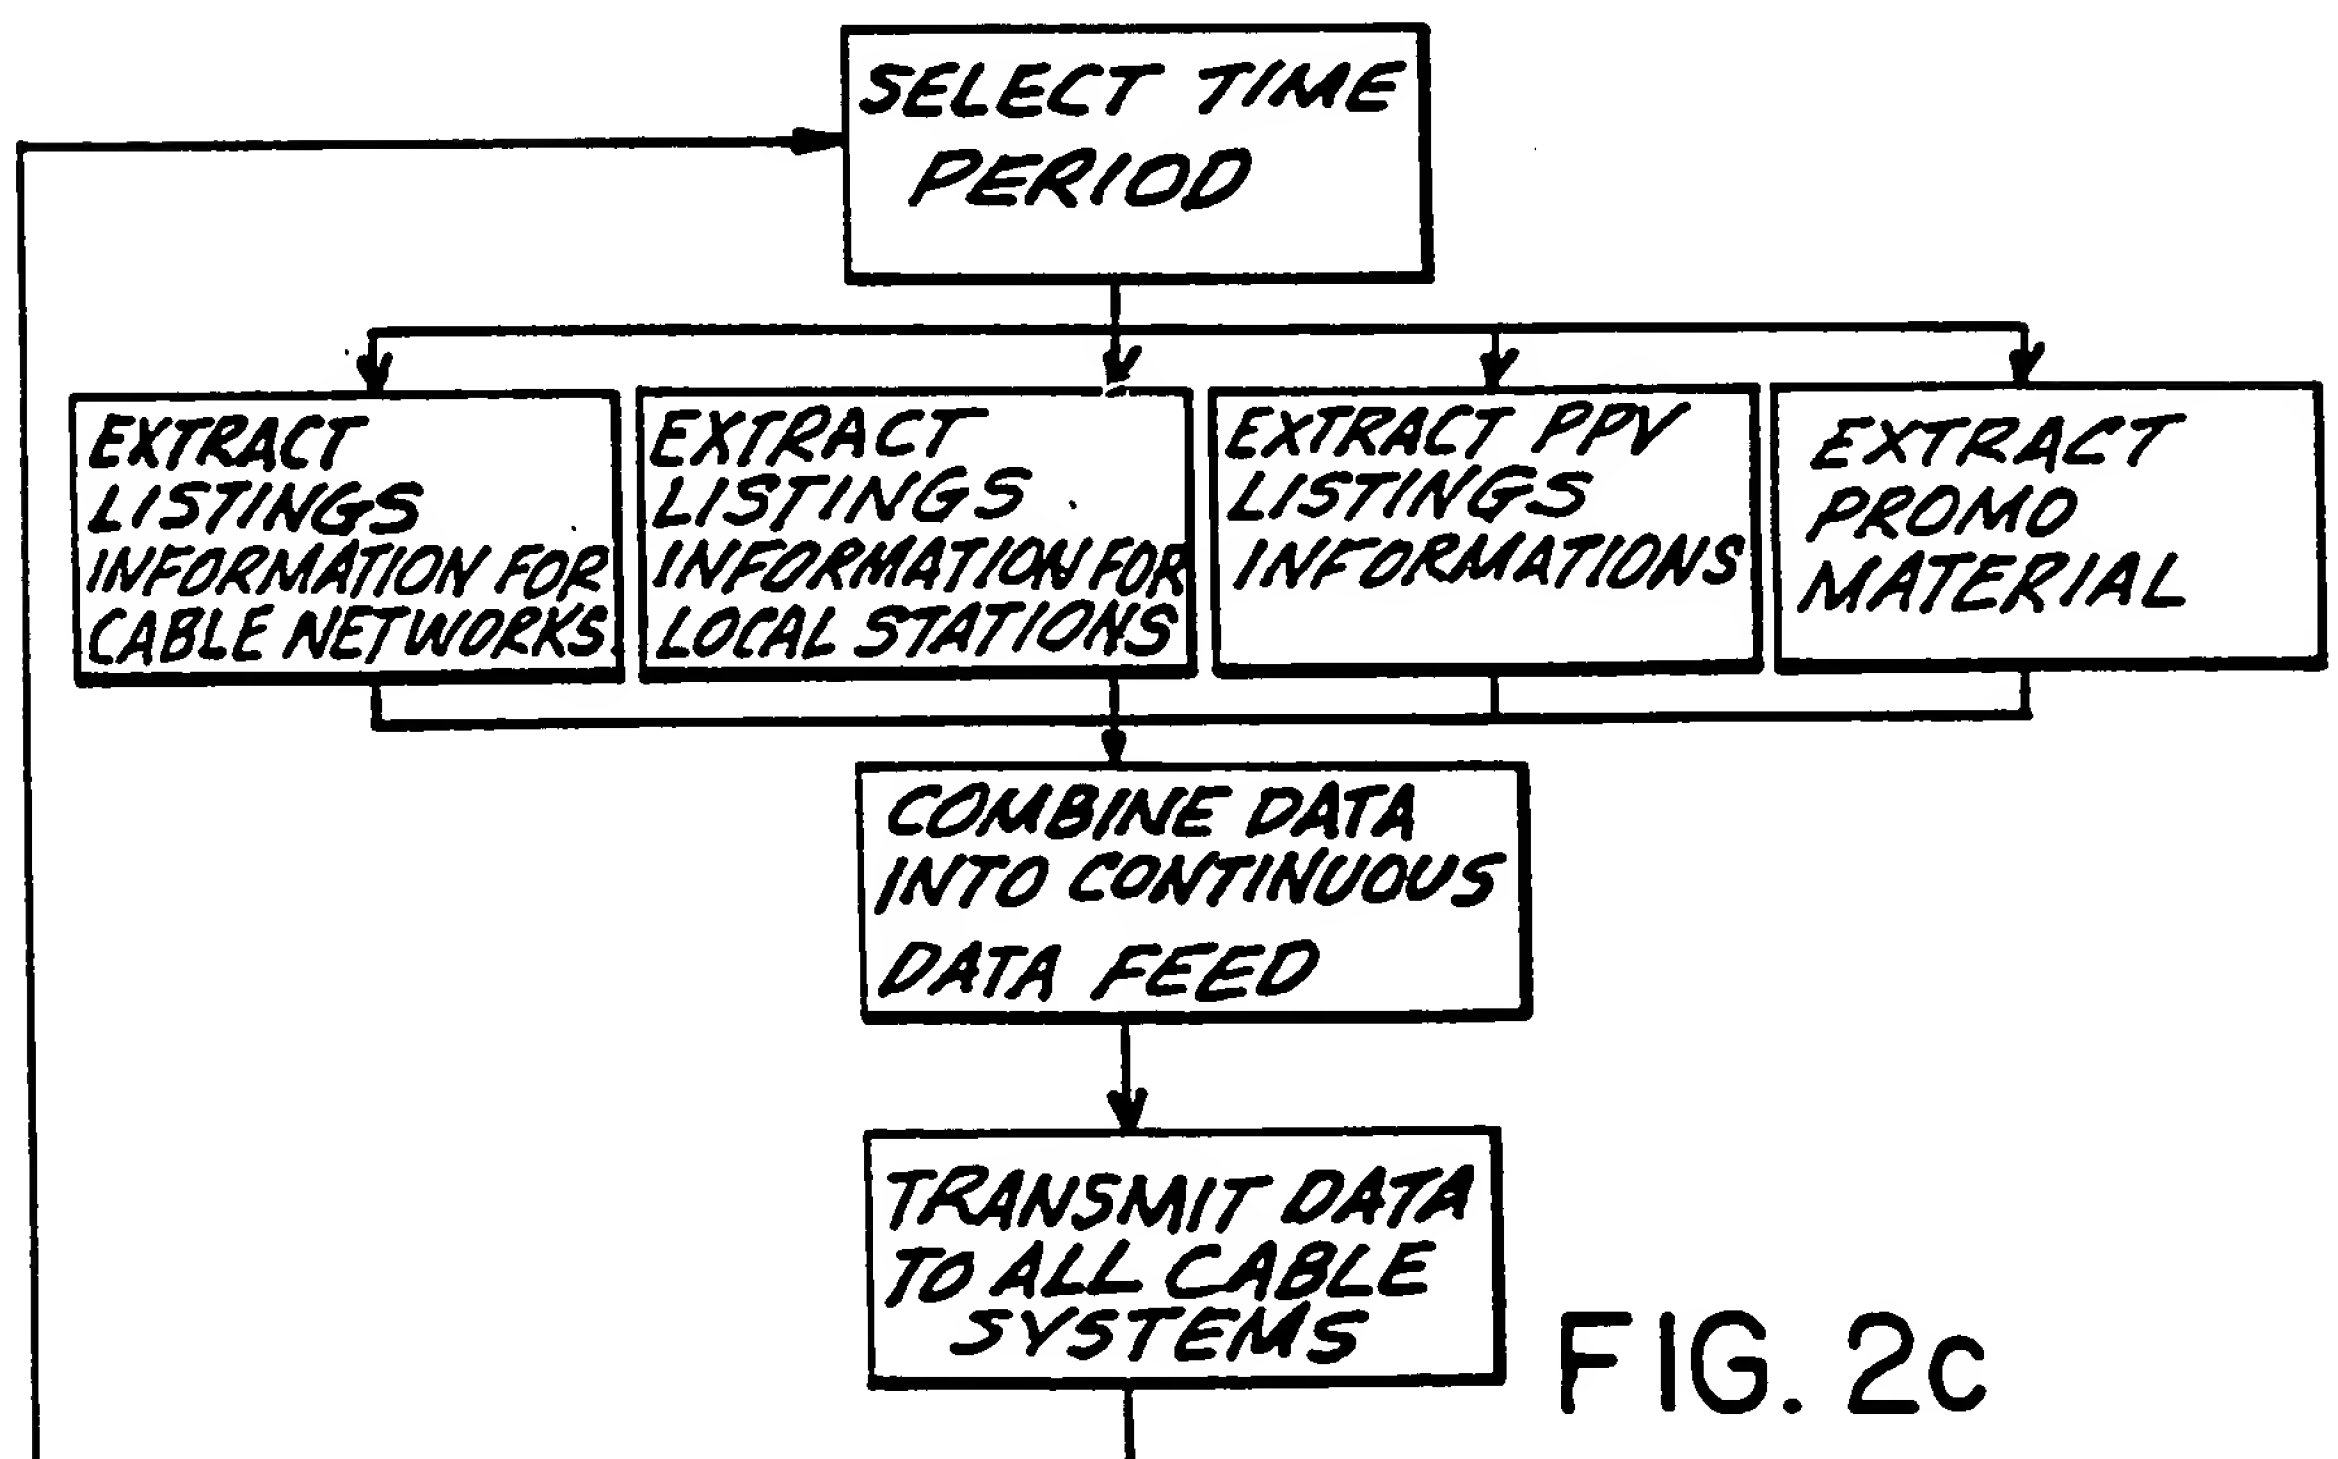 SELECT TIME
PERIOD
EXTRACT
LISTINGS
INFORMATION FOR
CABLE NETWORKS.
EXTRACT
LISTINGS
INFORMATION FOR
LOCAL STATIONS
EXTRACT PPV
LISTINGS
INFORMATIONS
EXTRACT
PROMO
MATERIAL
COMBINE DATA
INTO CONTINUOUS
DATA FEED
TRANSMIT DATA
TO ALL CABLE
SYSTEMS
FIG. 2c